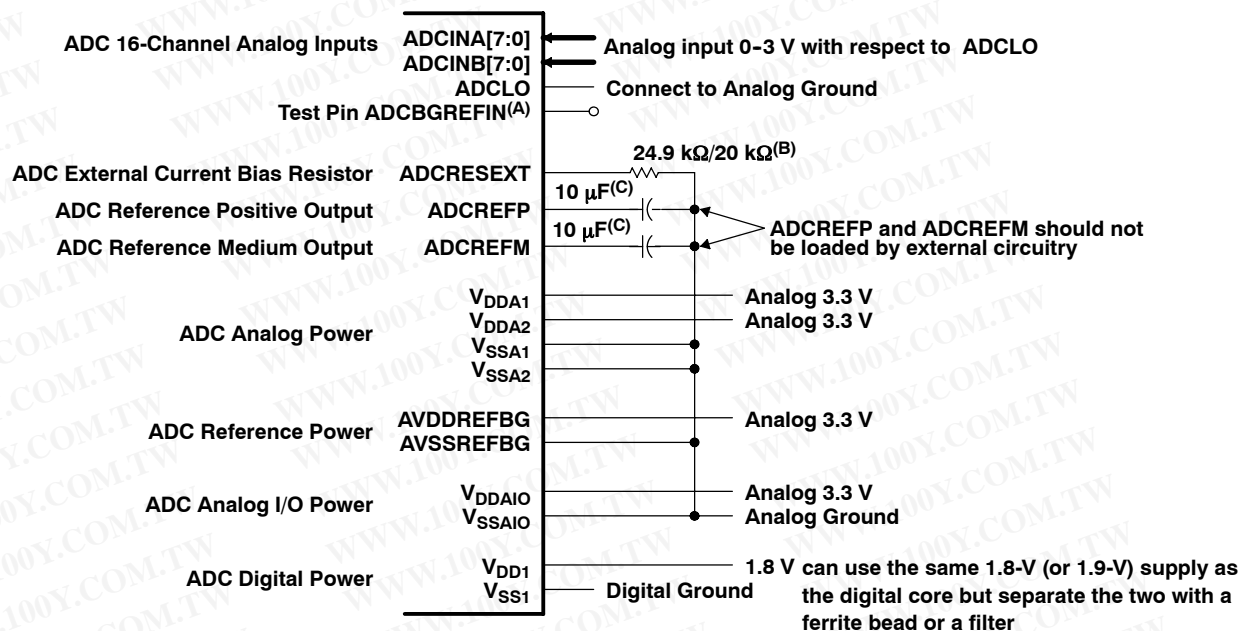 ADC 16-Channel Analog Inputs ADCINA[7:0] Analog input 0-3 V with respect to ADCLO
ADCINB[7:0]
ADCLO Connect to Analog Ground
Test Pin ADCBGREFIN(A)
24.9 kΩ/20 kΩ(B)
ADC External Current Bias Resistor ADCRESEXT
10 μF(C)
ADC Reference Positive Output ADCREFP
10 μF(C)
ADC Reference Medium Output ADCREFM
ADCREFP and ADCREFM should not
be loaded by external circuitry
VDDA1 Analog 3.3 V
ADC Analog Power VDDA2 Analog 3.3 V
VSSA1
VSSA2
ADC Reference Power AVDDREFBG Analog 3.3 V
AVSSREFBG
ADC Analog I/O Power VDDAIO Analog 3.3 V
VSSAIO Analog Ground
ADC Digital Power VDD1 1.8 V can use the same 1.8-V (or 1.9-V) supply as
VSS1 Digital Ground the digital core but separate the two with a
ferrite bead or a filter
WWW.100Y.COM.TW